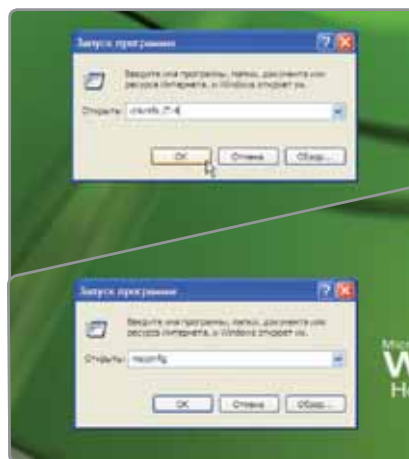 Запуск программы
Введите имя программы, папки, документа или
ресурса Интернета, и Windows откроет их.
Открыть:
OK
Отмена
Обзор...
Запуск программы
Введите имя программы, папки, документа или
ресурса Интернета, и Windows откроет их.
Открыть: msconfig
OK
Отмена
Обзор...